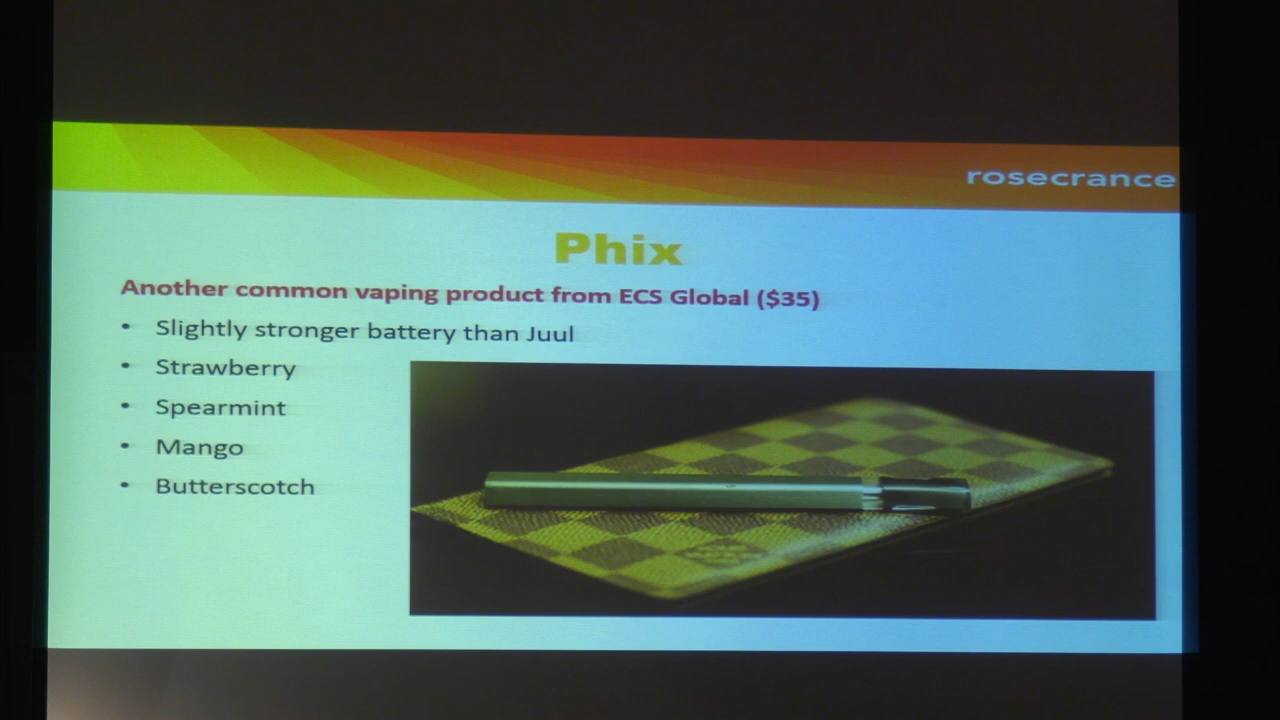 rosecrance
Phix
Another common vaping product from ECS Global ($35)
• Slightly stronger battery than Juul
• Strawberry
• Spearmint
• Mango
• Butterscotch